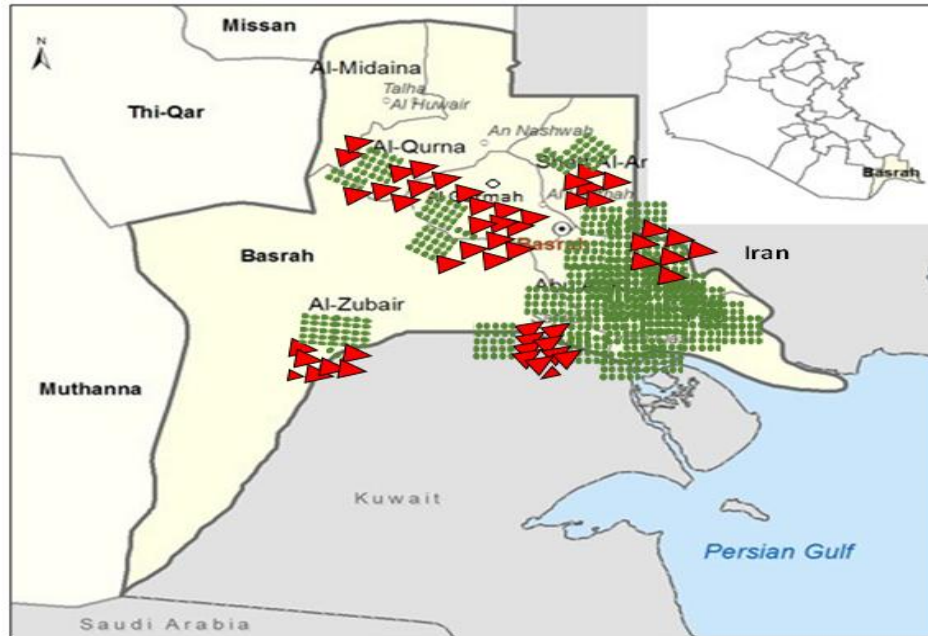 Missan
N
Al-Midaina
Talha
Al Huwair
Thi-Qar
An Nashwah
Al-Qurna
Basrah
Basrah
Basrah
Iran
Al-Zubair
Muthanna
Kuwait
Persian Gulf
Saudi Arabia